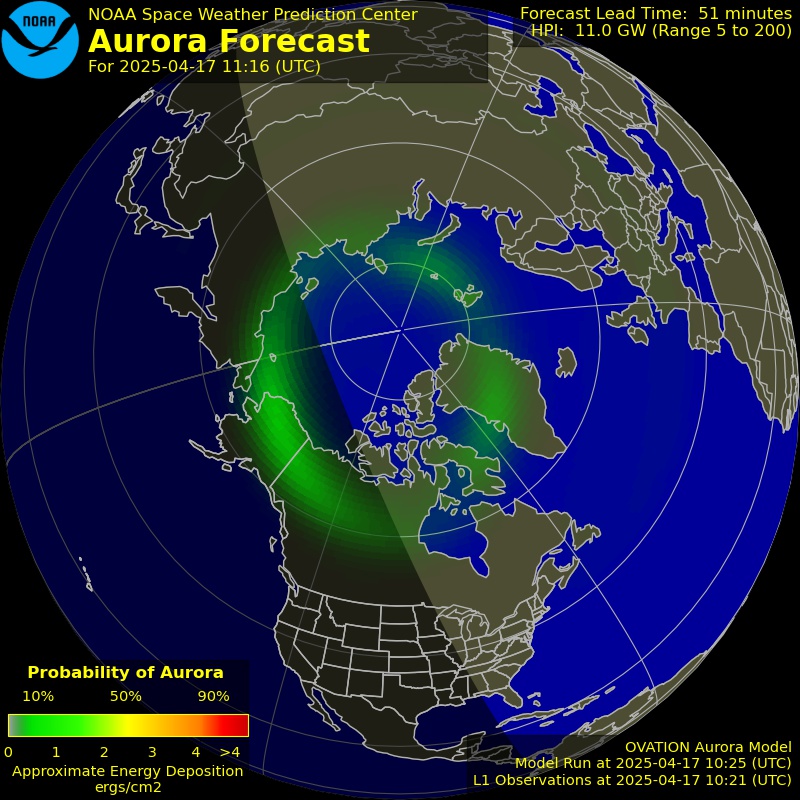 NOAA
NOAA Space Weather Prediction Center
Aurora Forecast
For 2025-04-17 11:16 (UTC)
Forecast Lead Time: 51 minutes
HPI: 11.0 GW (Range 5 to 200)
Probability of Aurora
10% 50% 90%
0 1 2 3 4 >4
Approximate Energy Deposition
ergs/cm2
OVATION Aurora Model
Model Run at 2025-04-17 10:25 (UTC)
L1 Observations at 2025-04-17 10:21 (UTC)